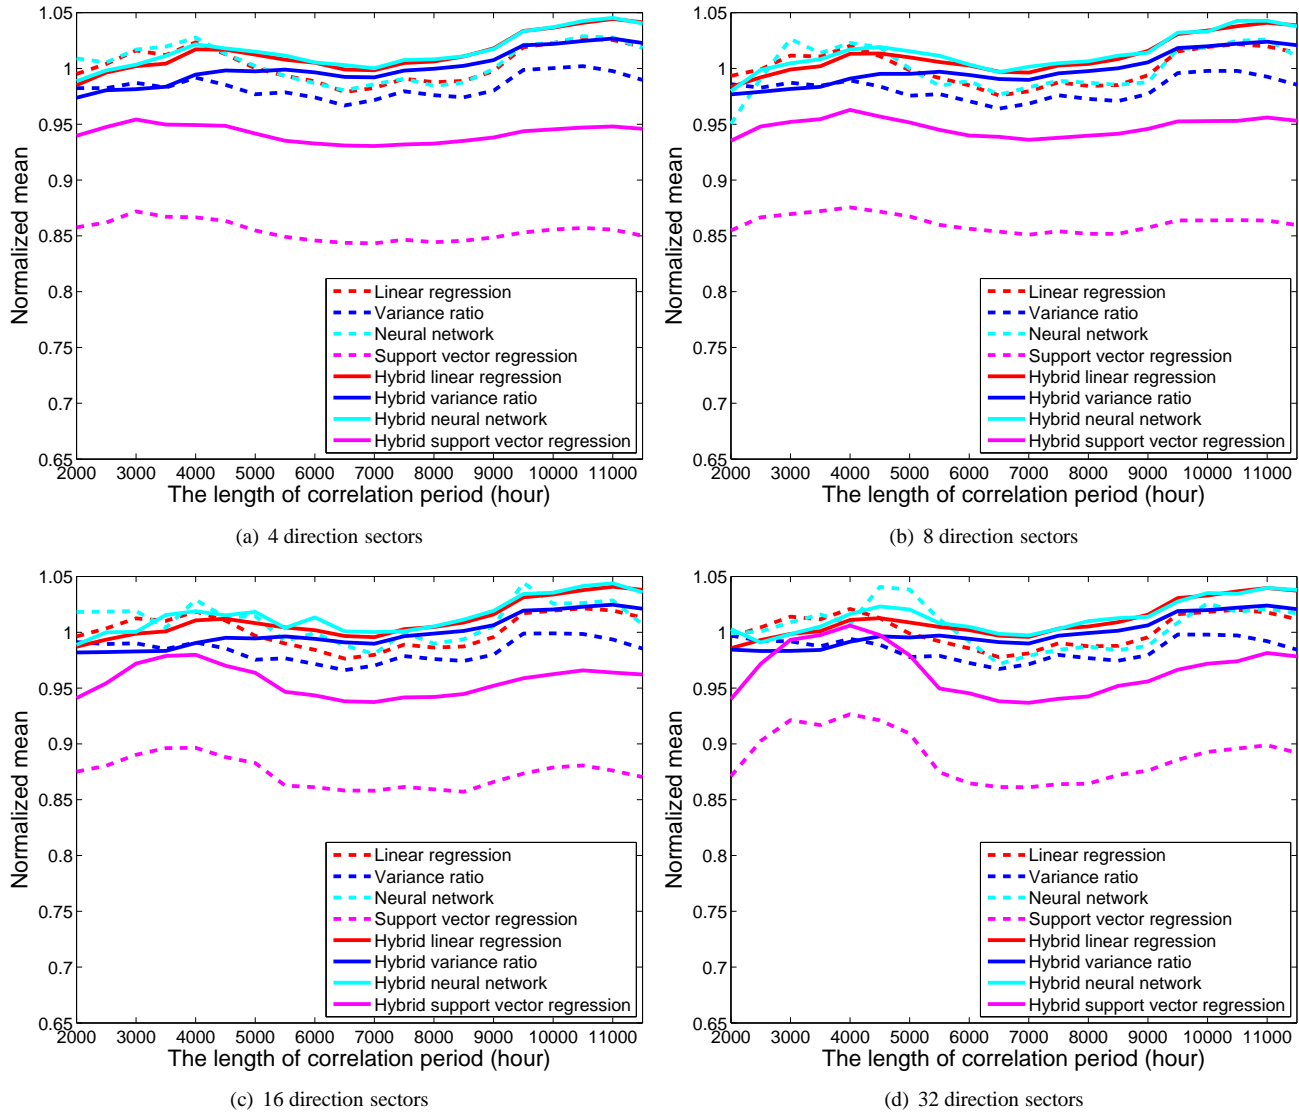 1.05
1
0.95
0.9
0.85
0.8
0.75
0.7
0.65
Normalized mean
Linear regression
Variance ratio
Neural network
Support vector regression
Hybrid linear regression
Hybrid variance ratio
Hybrid neural network
Hybrid support vector regression
2000 3000 4000 5000 6000 7000 8000 9000 10000 11000
The length of correlation period (hour)
(a) 4 direction sectors
1.05
1
0.95
0.9
0.85
0.8
0.75
0.7
0.65
Normalized mean
Linear regression
Variance ratio
Neural network
Support vector regression
Hybrid linear regression
Hybrid variance ratio
Hybrid neural network
Hybrid support vector regression
2000 3000 4000 5000 6000 7000 8000 9000 10000 11000
The length of correlation period (hour)
(b) 8 direction sectors
1.05
1
0.95
0.9
0.85
0.8
0.75
0.7
0.65
Normalized mean
Linear regression
Variance ratio
Neural network
Support vector regression
Hybrid linear regression
Hybrid variance ratio
Hybrid neural network
Hybrid support vector regression
2000 3000 4000 5000 6000 7000 8000 9000 10000 11000
The length of correlation period (hour)
(c) 16 direction sectors
1.05
1
0.95
0.9
0.85
0.8
0.75
0.7
0.65
Normalized mean
Linear regression
Variance ratio
Neural network
Support vector regression
Hybrid linear regression
Hybrid variance ratio
Hybrid neural network
Hybrid support vector regression
2000 3000 4000 5000 6000 7000 8000 9000 10000 11000
The length of correlation period (hour)
(d) 32 direction sectors